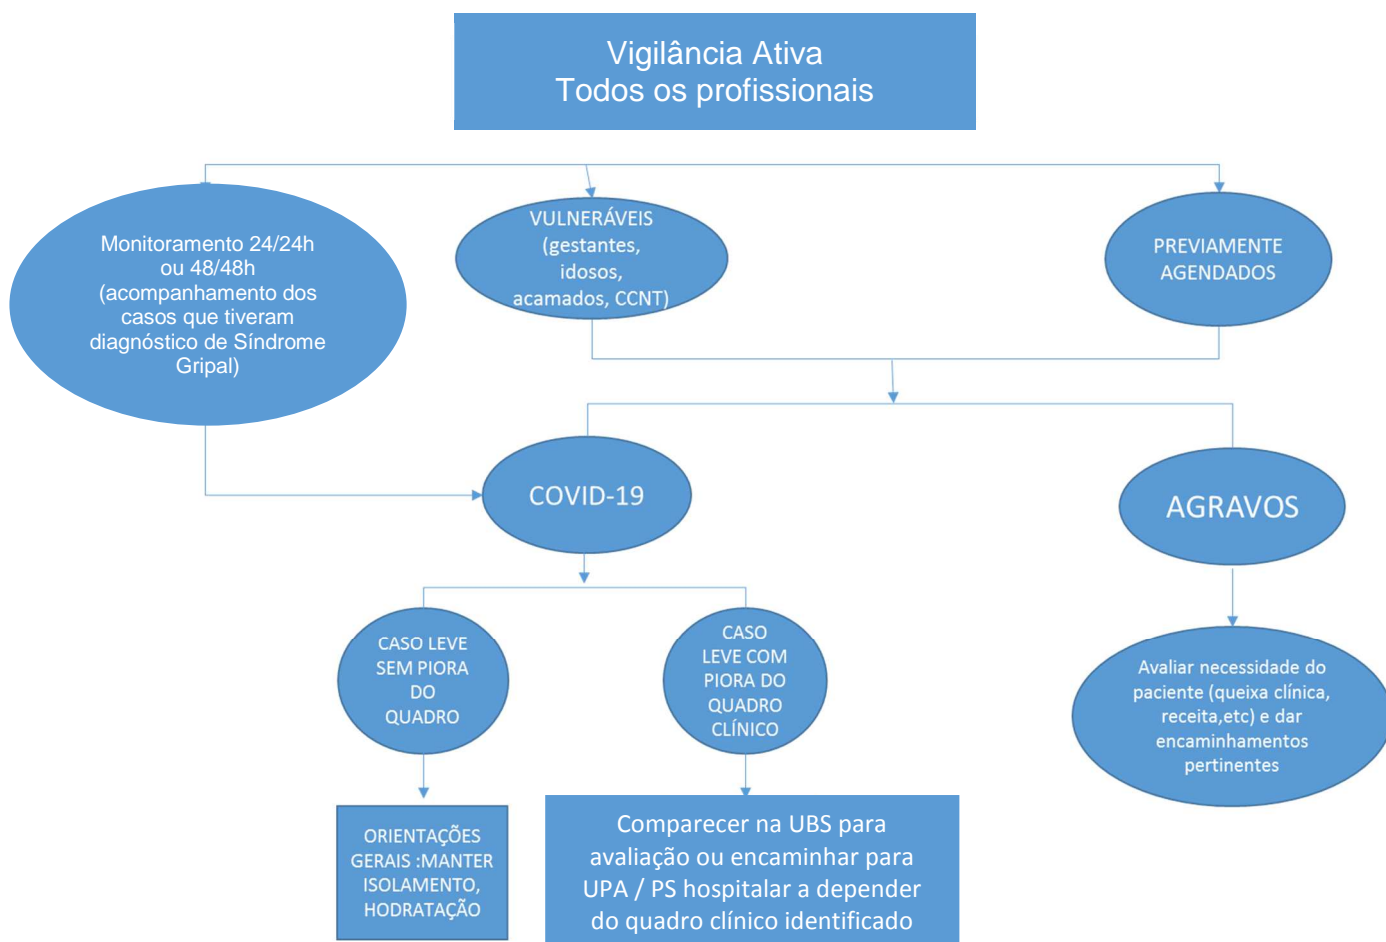 Vigilância Ativa
Todos os profissionais
Monitoramento 24/24h
ou 48/48h
(acompanhamento dos
casos que tiveram
diagnóstico de Síndrome
Gripal)
VULNERÁVEIS
(gestantes,
idosos,
acamados, CCNT)
PREVIAMENTE
AGENDADOS
COVID-19
AGRAVOS
CASO LEVE
SEM PIORA
DO
QUADRO
CASO
LEVE COM
PIORA DO
QUADRO
CLÍNICO
Avaliar necessidade do
paciente (queixa clínica,
receita,etc) e dar
encaminhamentos
pertinentes
ORIENTAÇÕES
GERAIS :MANTER
ISOLAMENTO,
HODRATAÇÃO
Comparecer na UBS para
avaliação ou encaminhar para
UPA / PS hospitalar a depender
do quadro clínico identificado